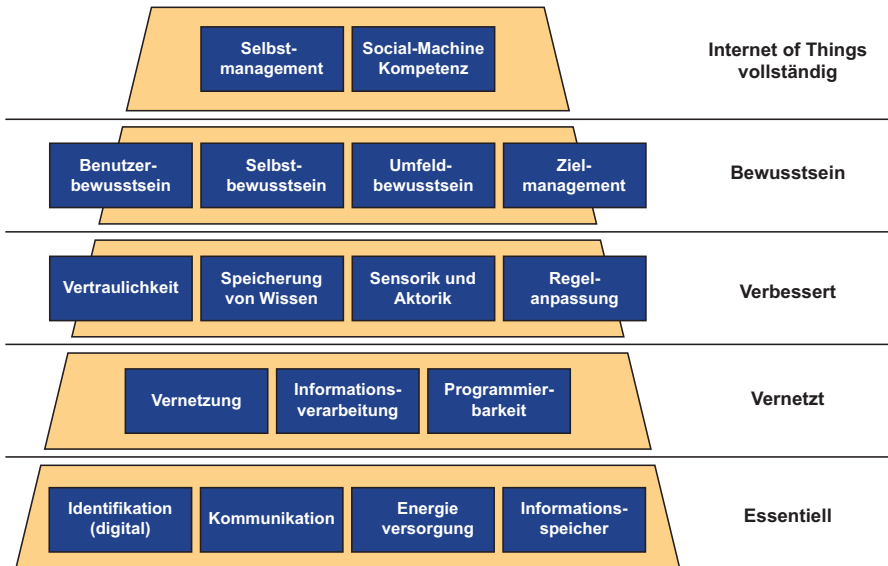 Selbst-
management
Social-Machine
Kompetenz
Internet of Things
vollständig
Benutzer-
bewusstsein
Selbst-
bewusstsein
Umfeld-
bewusstsein
Ziel-
management
Bewusstsein
Vertraulichkeit
Speicherung
von Wissen
Sensorik und
Aktorik
Regel-
anpassung
Verbessert
Vernetzung
Informations-
verarbeitung
Programmier-
barkeit
Vernetzt
Identifikation
(digital)
Kommunikation
Energie
versorgung
Informations-
speicher
Essentiell